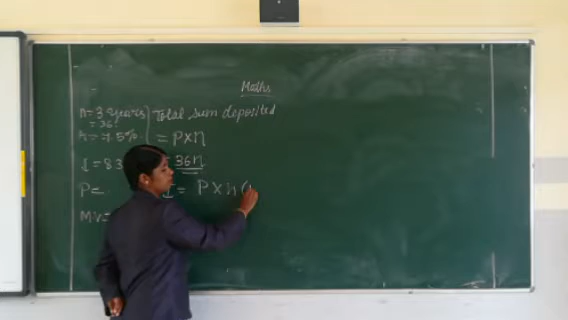 Maths
n = 3 years
= 36
r = 7.5%
I = 83
P =
MV =
Total sum deposited
= P×n
= 36n
I = P×n(